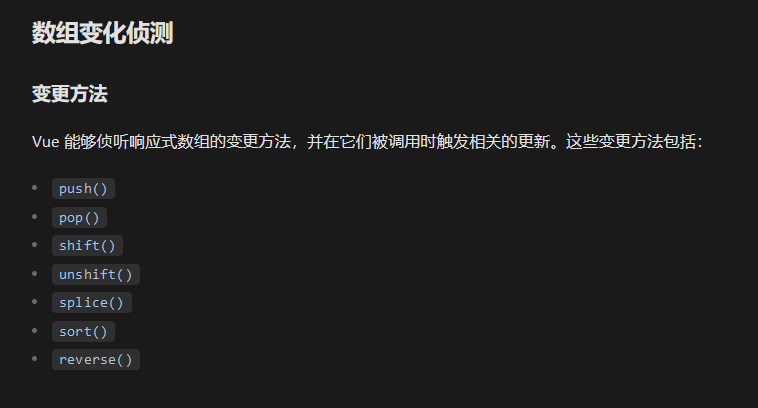 数组变化侦测
变更方法
Vue 能够侦听响应式数组的变更方法，并在它们被调用时触发相关的更新。这些变更方法包括：
push()
pop()
shift()
unshift()
splice()
sort()
reverse()